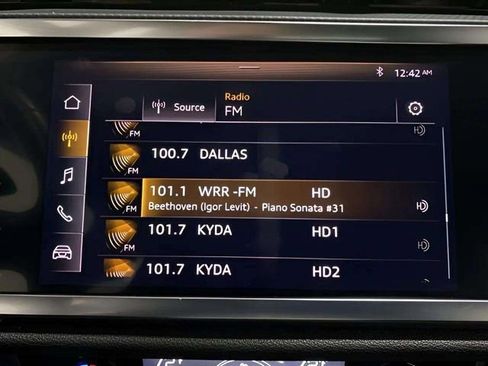 12:42 AM
Source
Radio
FM
FM
100.7 DALLAS
FM
101.1 WRR -FM HD
Beethoven (Igor Levit) - Piano Sonata #31
FM
101.7 KYDA HD1
FM
101.7 KYDA HD2